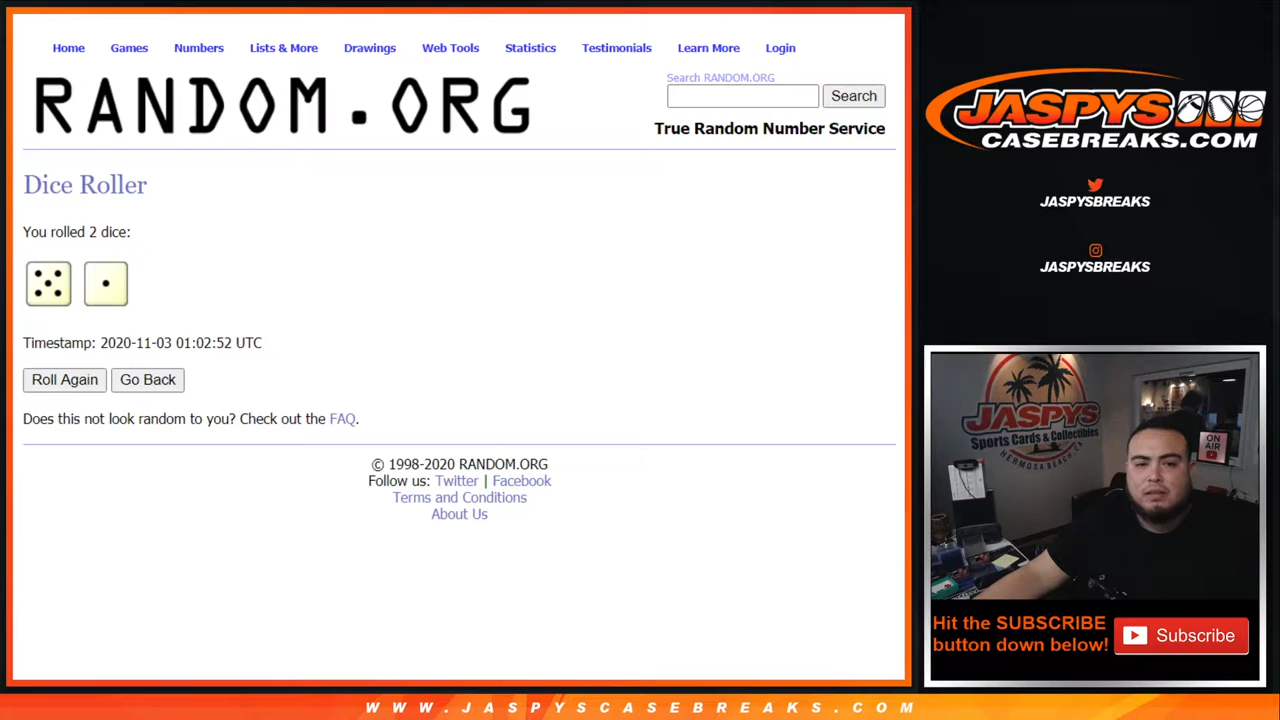 Home Games Numbers Lists & More Drawings Web Tools Statistics Testimonials Learn More Login
RANDOM.ORG
Search RANDOM.ORG
Search
True Random Number Service
Dice Roller
You rolled 2 dice:
Timestamp: 2020-11-03 01:02:52 UTC
Roll Again Go Back
Does this not look random to you? Check out the FAQ.
© 1998-2020 RANDOM.ORG
Follow us: Twitter | Facebook
Terms and Conditions
About Us
JASPYS
CASEBREAKS.COM
JASPYSBREAKS
JASPYSBREAKS
JASPYS
Sports Cards & Collectibles
HERMOSA BEACH, CA
ON
AIR
Hit the SUBSCRIBE
button down below!
Subscribe
WWW.JASPYSCASEBREAKS.COM